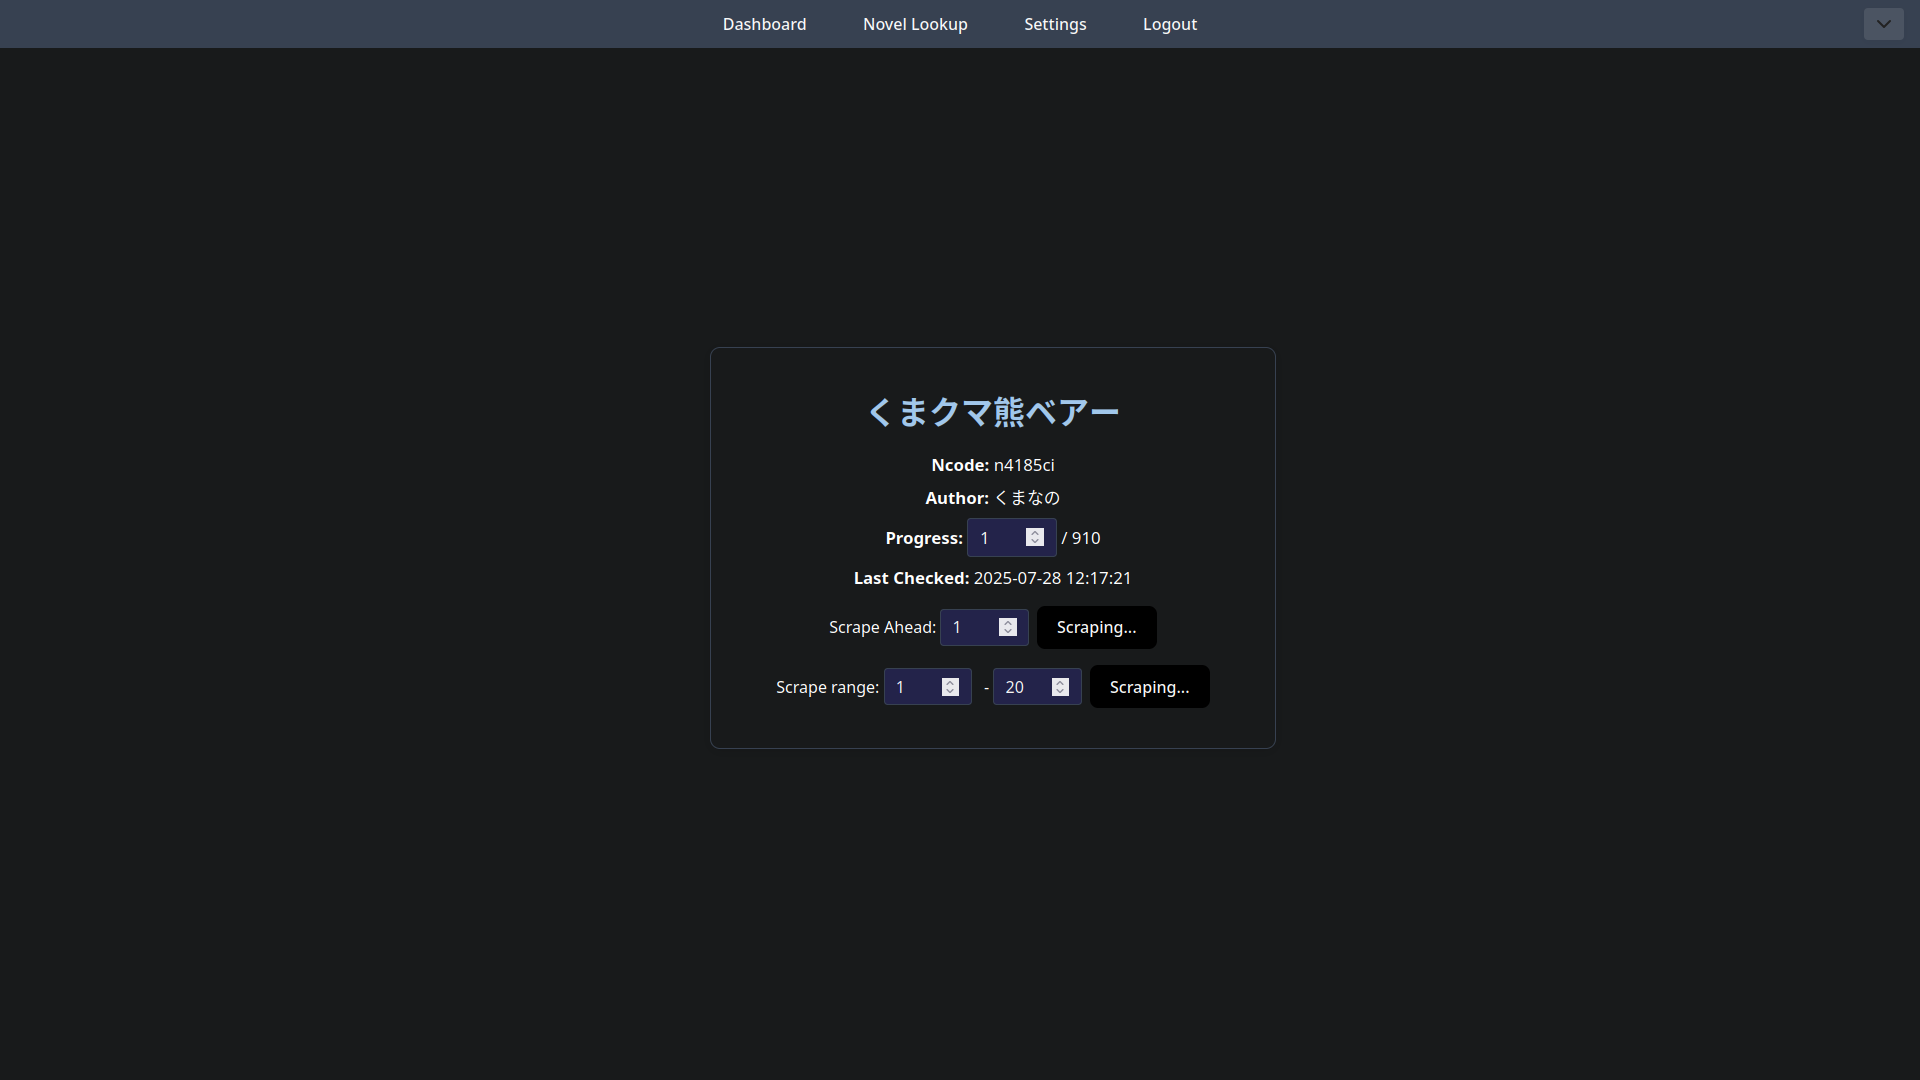 Dashboard Novel Lookup Settings Logout
くまクマ熊ベアー
Ncode: n4185ci
Author: くまなの
Progress: 1 / 910
Last Checked: 2025-07-28 12:17:21
Scrape Ahead: 1 Scraping...
Scrape range: 1 - 20 Scraping...